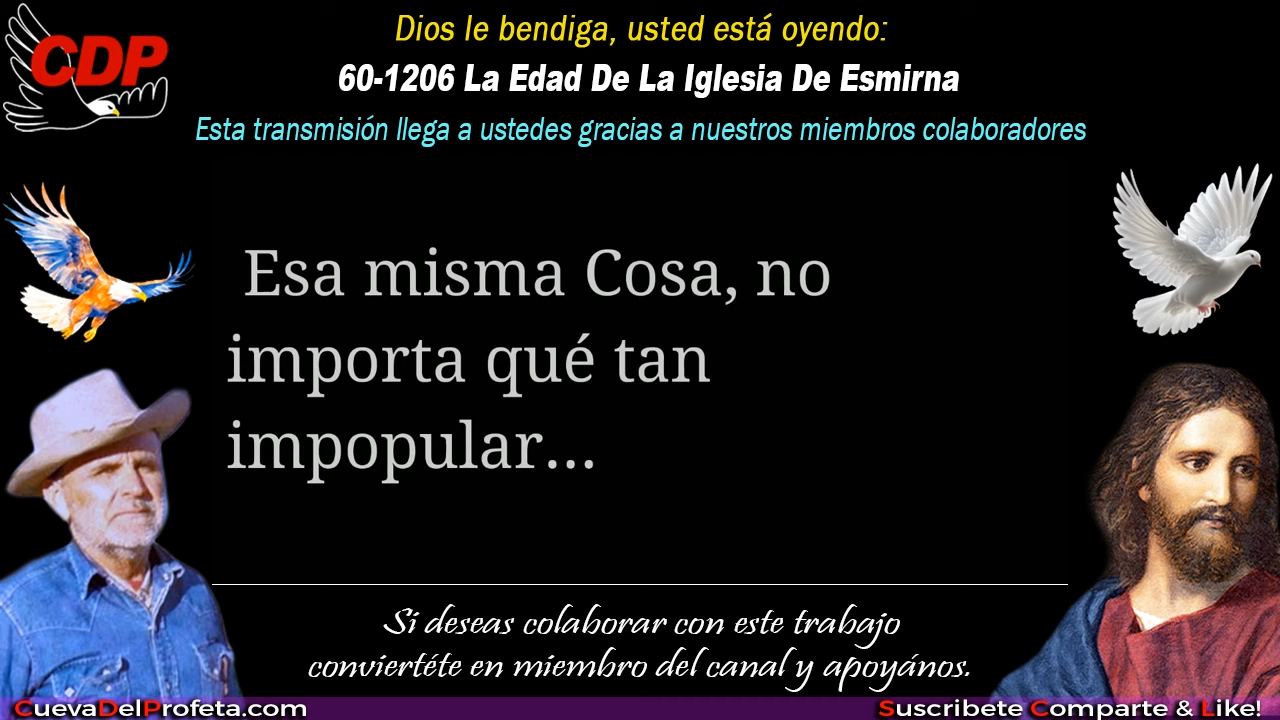 CDP
Dios le bendiga, usted está oyendo:
60-1206 La Edad De La Iglesia De Esmirna
Esta transmisión llega a ustedes gracias a nuestros miembros colaboradores
Esa misma Cosa, no
importa qué tan
impopular...
Si deseas colaborar con este trabajo
conviertéte en miembro del canal y apoyános.
CuevaDelProfeta.com
Suscribete Comparte & Like!